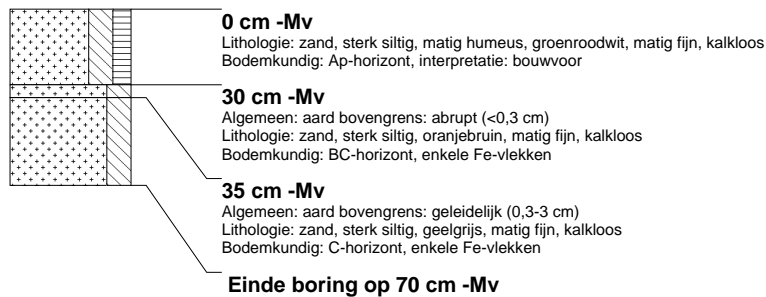 0 cm -Mv
Lithologie: zand, sterk siltig, matig humeus, groenroodwit, matig fijn, kalkloos
Bodemkundig: Ap-horizont, interpretatie: bouwvoor
30 cm -Mv
Algemeen: aard bovengrens: abrupt (<0,3 cm)
Lithologie: zand, sterk siltig, oranjebruin, matig fijn, kalkloos
Bodemkundig: BC-horizont, enkele Fe-vlekken
35 cm -Mv
Algemeen: aard bovengrens: geleidelijk (0,3-3 cm)
Lithologie: zand, sterk siltig, geelgrijs, matig fijn, kalkloos
Bodemkundig: C-horizont, enkele Fe-vlekken
Einde boring op 70 cm -Mv